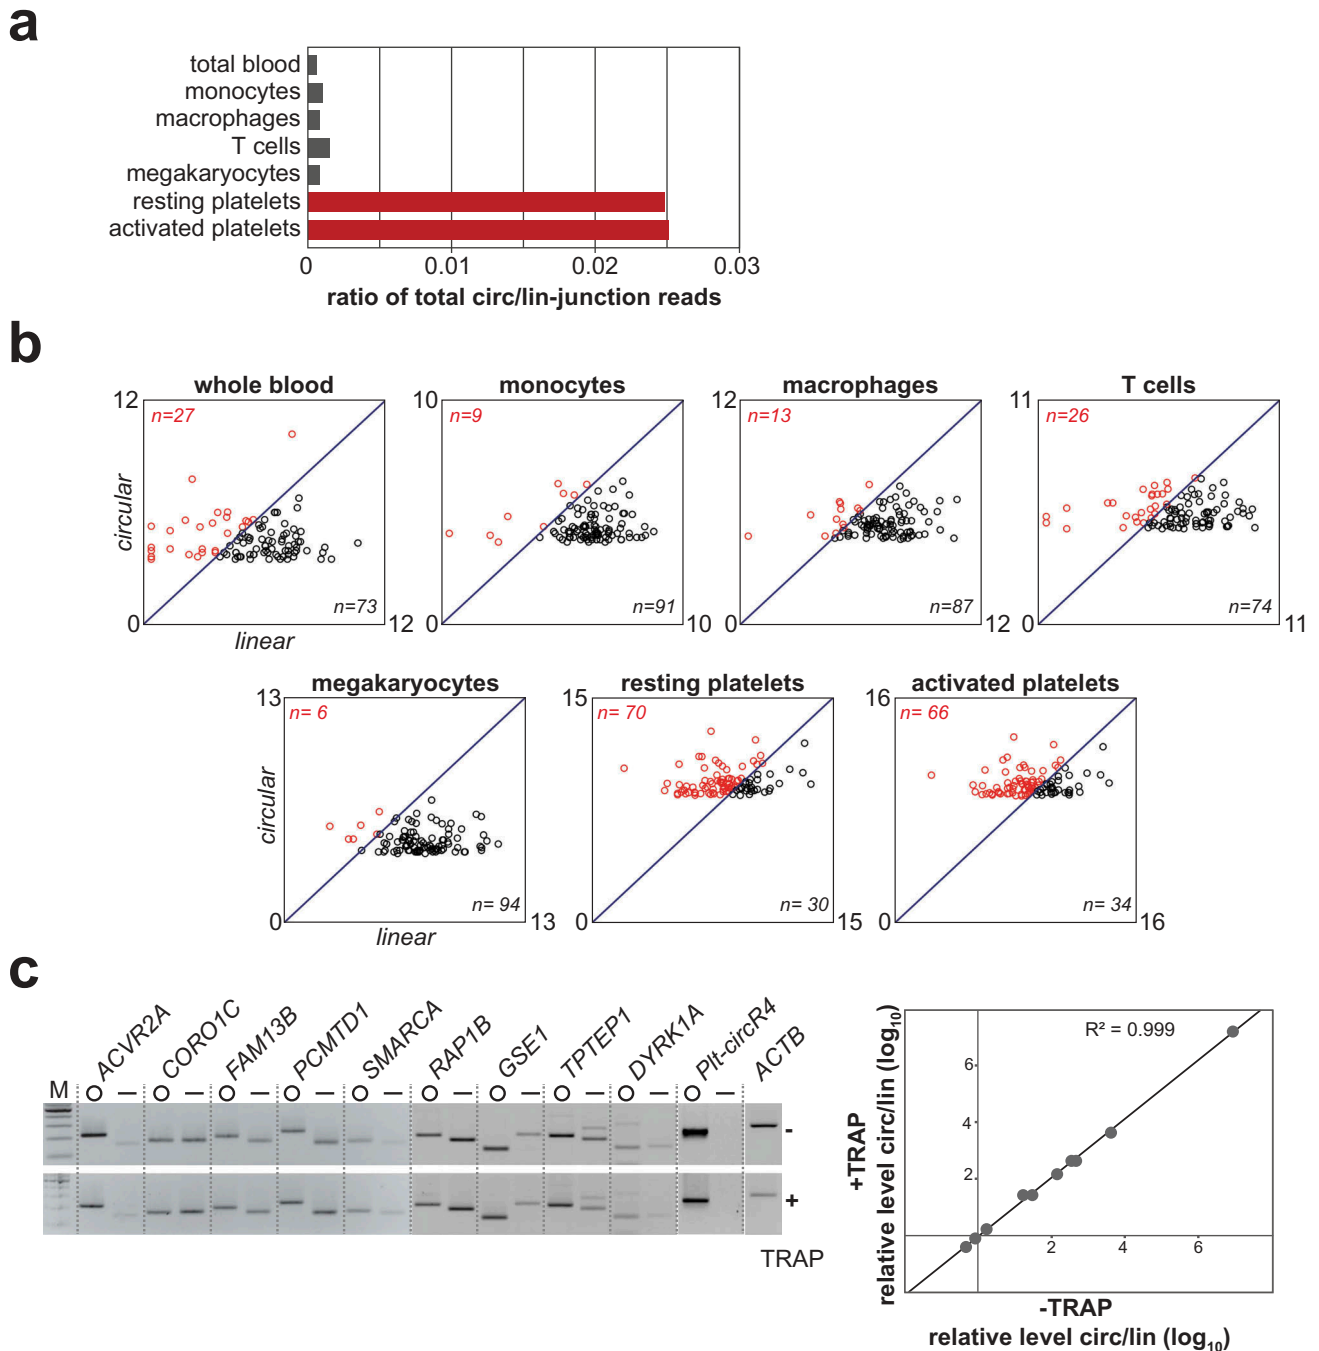 a
total blood
monocytes
macrophages
T cells
megakaryocytes
resting platelets
activated platelets
0 0.01 0.02 0.03
ratio of total circ/lin-junction reads
b
whole blood monocytes macrophages T cells
12 n=27 10 n=9 12 n=13 11 n=26
circular
n=73 n=91 n=87 n=74
0 12 0 10 0 12 0 11
linear
megakaryocytes resting platelets activated platelets
13 n= 6 15 n= 70 16 n= 66
circular
n= 94 n= 30 n= 34
0 13 0 15 0 16
linear
c
ACVR2A CORO1C FAM13B PCMTD1 SMARCA RAP1B GSE1 TPTEP1 DYRK1A Plt-circR4 ACTB
M
-
+
TRAP
R² = 0.999
6
4
2
2 4 6
+TRAP
relative level circ/lin (log10)
-TRAP
relative level circ/lin (log10)